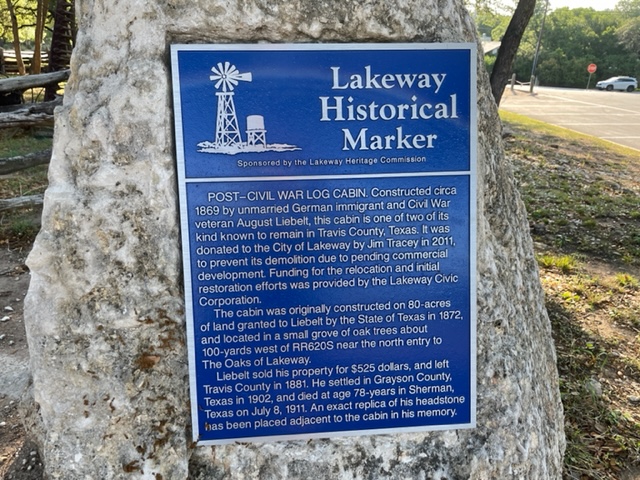 Lakeway
Historical
Marker
Sponsored by the Lakeway Heritage Commission
POST–CIVIL WAR LOG CABIN. Constructed circa
1869 by unmarried German immigrant and Civil War
veteran August Liebelt, this cabin is one of two of its
kind known to remain in Travis County, Texas. It was
donated to the City of Lakeway by Jim Tracey in 2011,
to prevent its demolition due to pending commercial
development. Funding for the relocation and initial
restoration efforts was provided by the Lakeway Civic
Corporation.
The cabin was originally constructed on 80-acres
of land granted to Liebelt by the State of Texas in 1872,
and located in a small grove of oak trees about
100-yards west of RR620S near the north entry to
The Oaks of Lakeway.
Liebelt sold his property for $525 dollars, and left
Travis County in 1881. He settled in Grayson County,
Texas in 1902, and died at age 78-years in Sherman,
Texas on July 8, 1911. An exact replica of his headstone
has been placed adjacent to the cabin in his memory.